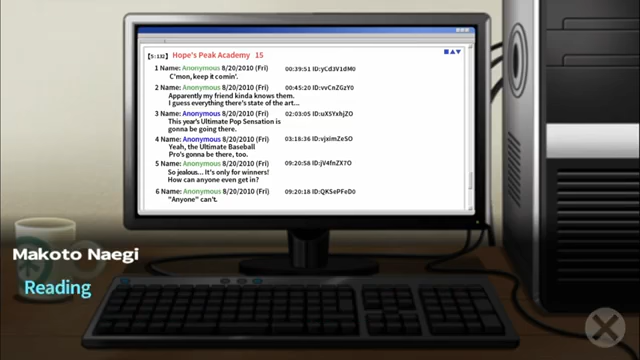 【5:132】 Hope's Peak Academy 15
1 Name: Anonymous 8/20/2010 (Fri) 00:39:51 ID:yCdJV1dM0
C'mon, keep it comin'.
2 Name: Anonymous 8/20/2010 (Fri) 00:45:20 ID:vvCnZGzY0
Apparently my friend kinda knows them.
I guess everything there's state of the art...
3 Name: Anonymous 8/20/2010 (Fri) 02:03:05 ID:uXSYxhjZO
This year's Ultimate Pop Sensation is
gonna be going there.
4 Name: Anonymous 8/20/2010 (Fri) 03:18:36 ID:vjximZeSO
Yeah, the Ultimate Baseball
Pro's gonna be there, too.
5 Name: Anonymous 8/20/2010 (Fri) 09:20:58 ID:jV4fnZX7O
So jealous... It's only for winners!
How can anyone even get in?
6 Name: Anonymous 8/20/2010 (Fri) 09:20:18 ID:QKSePFeD0
"Anyone" can't.
Makoto Naegi
Reading